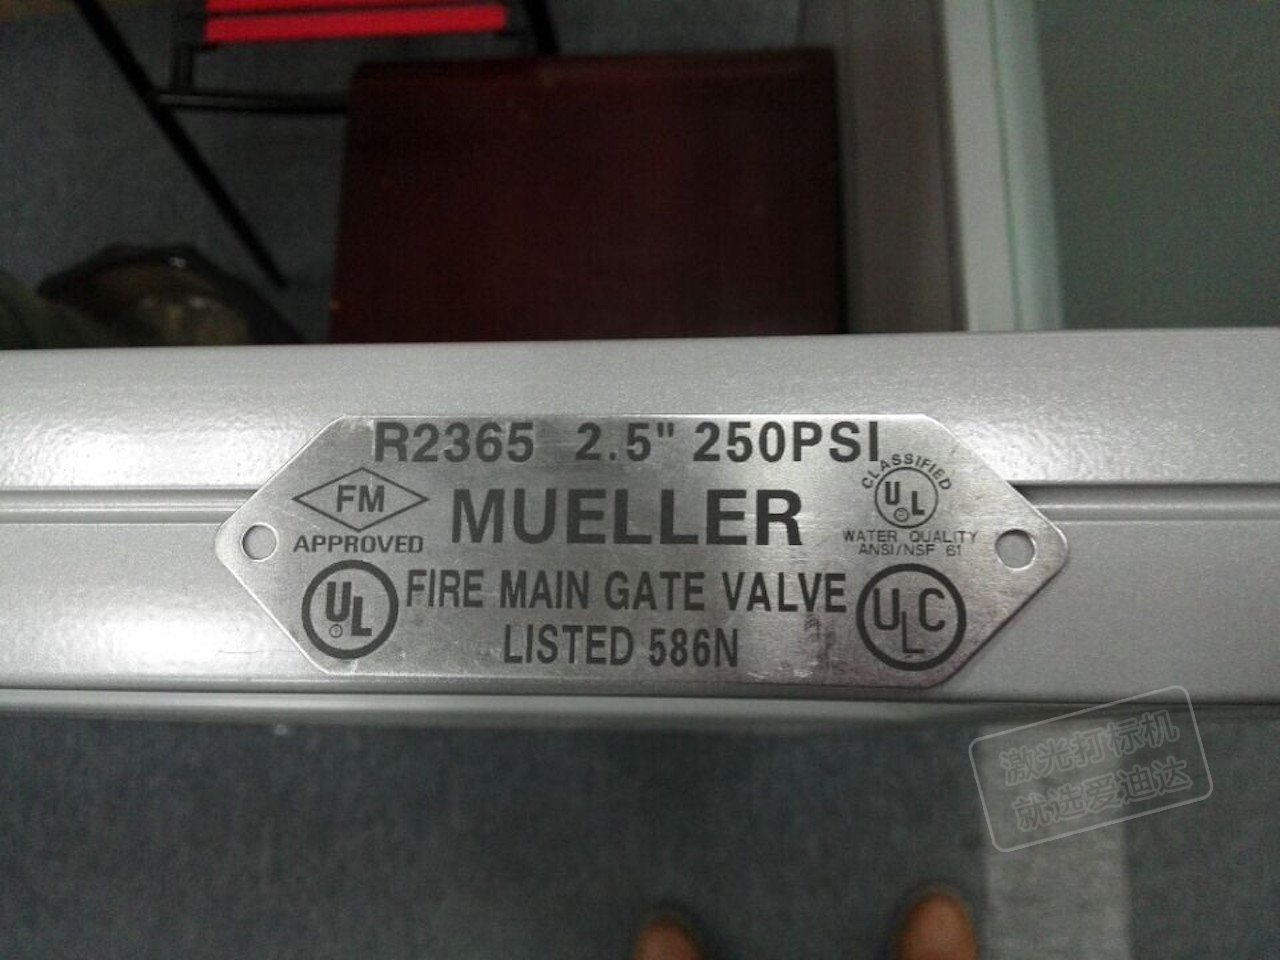 R2365 2.5" 250PSI
FM
APPROVED
MUELLER
CLASSIFIED
UL
WATER QUALITY
ANSI/NSF 61
UL
FIRE MAIN GATE VALVE
LISTED 586N
ULC
激光打标机
就选爱迪达